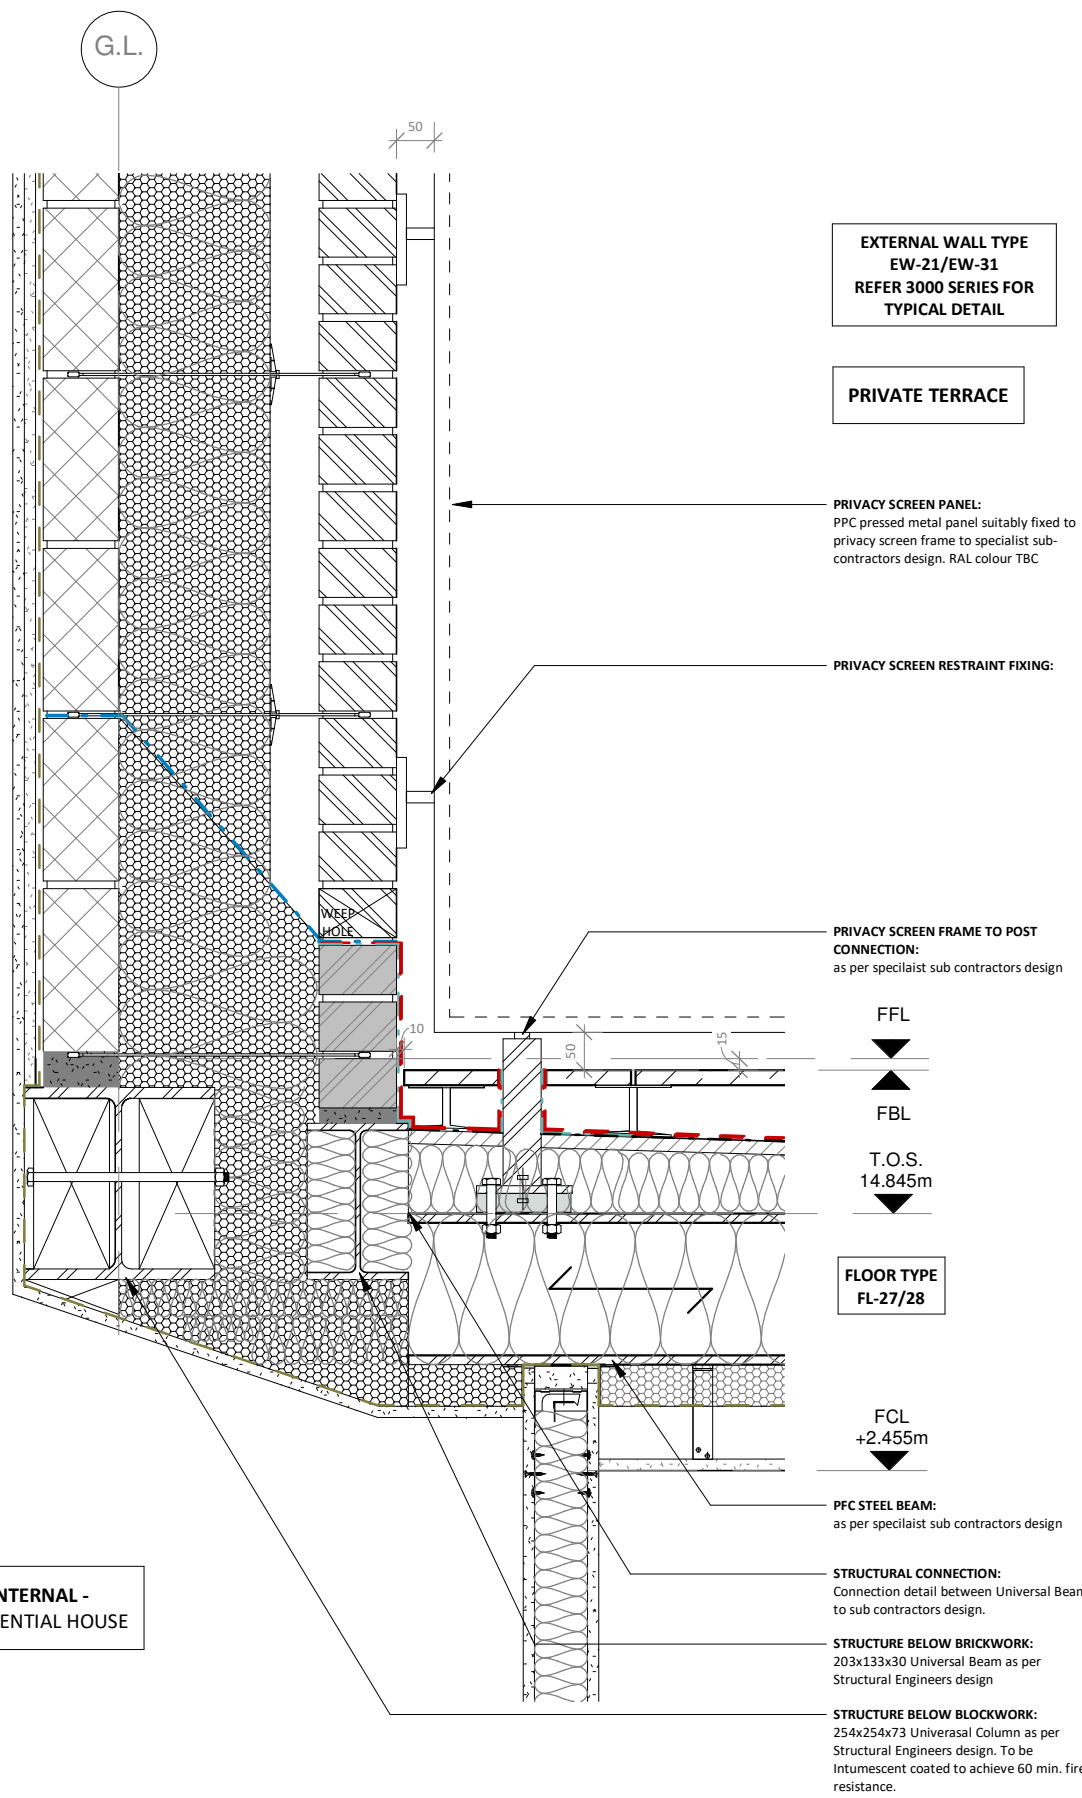 G.L.
50
EXTERNAL WALL TYPE
EW-21/EW-31
REFER 3000 SERIES FOR
TYPICAL DETAIL
PRIVATE TERRACE
PRIVACY SCREEN PANEL:
PPC pressed metal panel suitably fixed to
privacy screen frame to specialist sub-
contractors design. RAL colour TBC
PRIVACY SCREEN RESTRAINT FIXING:
WEEP
HOLE
PRIVACY SCREEN FRAME TO POST
CONNECTION:
as per specilaist sub contractors design
FFL
10
50
15
FBL
T.O.S.
14.845m
FLOOR TYPE
FL-27/28
FCL
+2.455m
PFC STEEL BEAM:
as per specilaist sub contractors design
STRUCTURAL CONNECTION:
Connection detail between Universal Beam
to sub contractors design.
NTERNAL -
ENTIAL HOUSE
STRUCTURE BELOW BRICKWORK:
203x133x30 Universal Beam as per
Structural Engineers design
STRUCTURE BELOW BLOCKWORK:
254x254x73 Univerasal Column as per
Structural Engineers design. To be
Intumescent coated to achieve 60 min. fire
resistance.